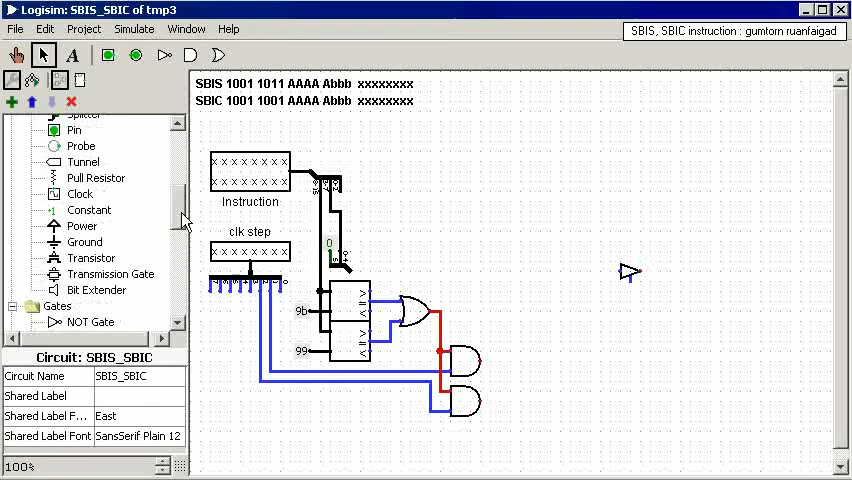 Logisim: SBIS_SBIC of tmp3
File Edit Project Simulate Window Help
SBIS, SBIC instruction : gumtorn ruanfaigad
A
SBIS 1001 1011 AAAA Abbb xxxxxxxx
SBIC 1001 1001 AAAA Abbb xxxxxxxx
Splitter
Pin
Probe
Tunnel
Pull Resistor
Clock
Constant
Power
Ground
Transistor
Transmission Gate
Bit Extender
Gates
NOT Gate
x x x x x x x x
x x x x x x x x
Instruction
clk step
x x x x x x x x
0
9b
99
Circuit: SBIS_SBIC
Circuit Name SBIS_SBIC
Shared Label
Shared Label F... East
Shared Label Font SansSerif Plain 12
100%